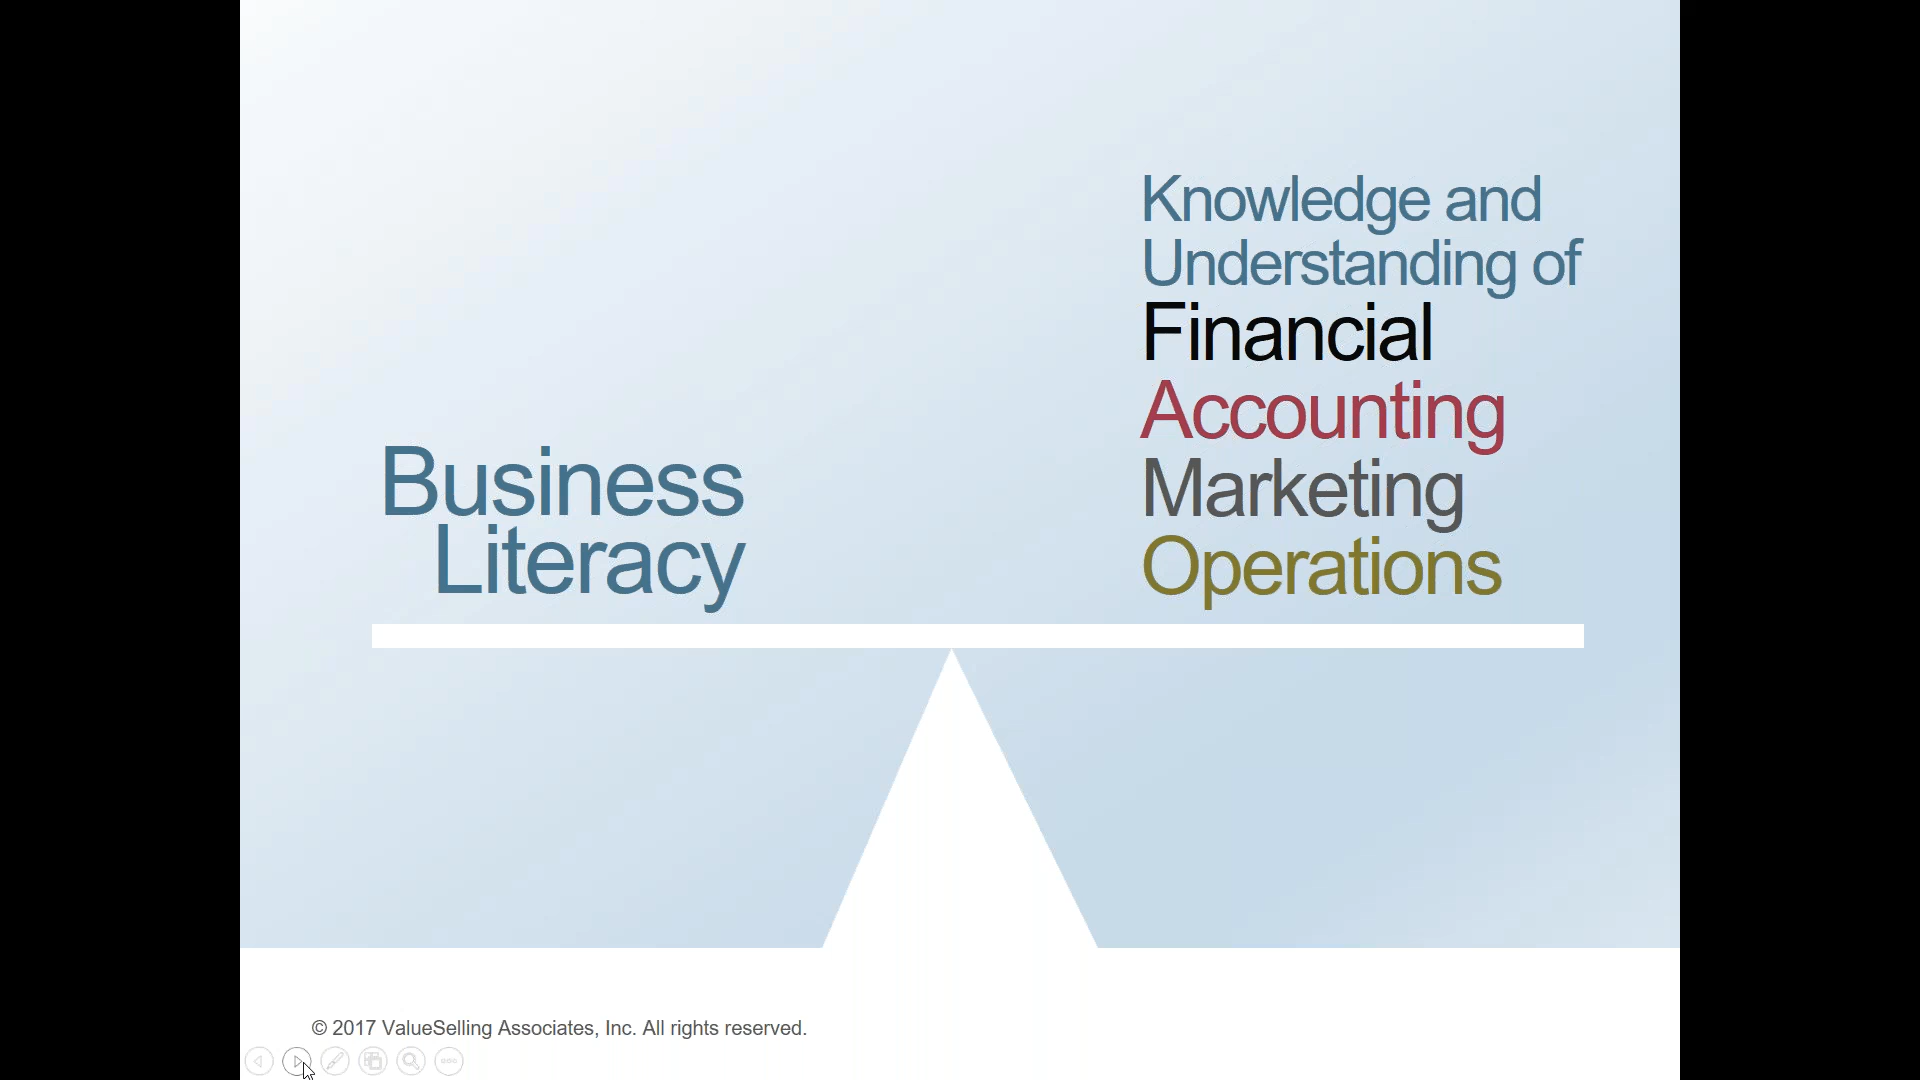 Business
Literacy
Knowledge and
Understanding of
Financial
Accounting
Marketing
Operations
© 2017 ValueSelling Associates, Inc. All rights reserved.